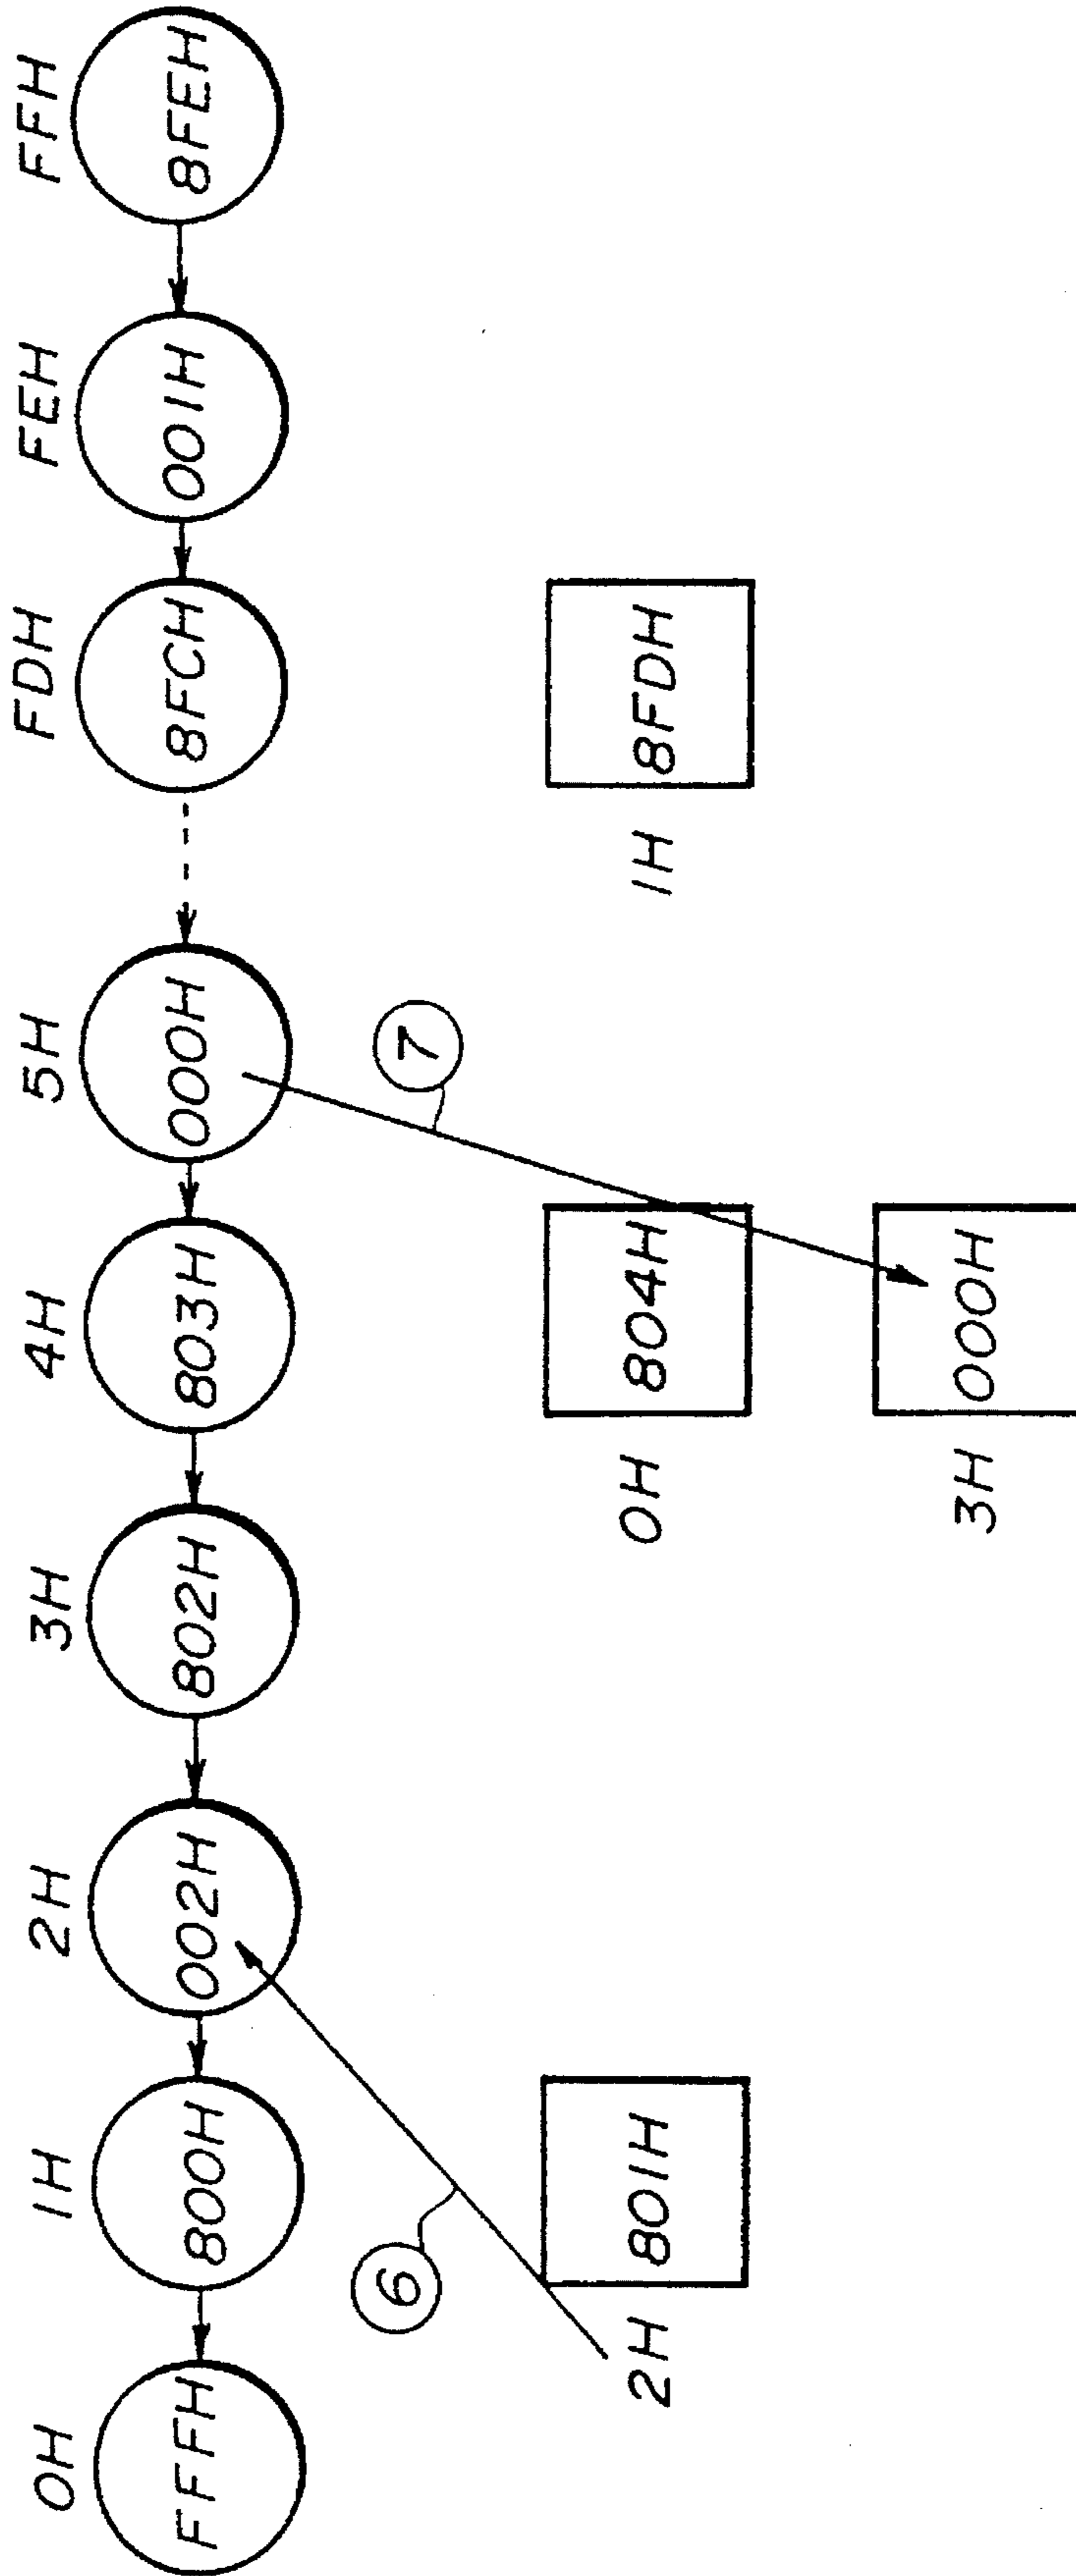 0H 1H 2H 3H 4H 5H FDH FEH FFH
FFFH 800H 002H 802H 803H 000H 8FCH 001H 8FEH
6 7
2H 801H 0H 804H 1H 8FDH
3H 000H